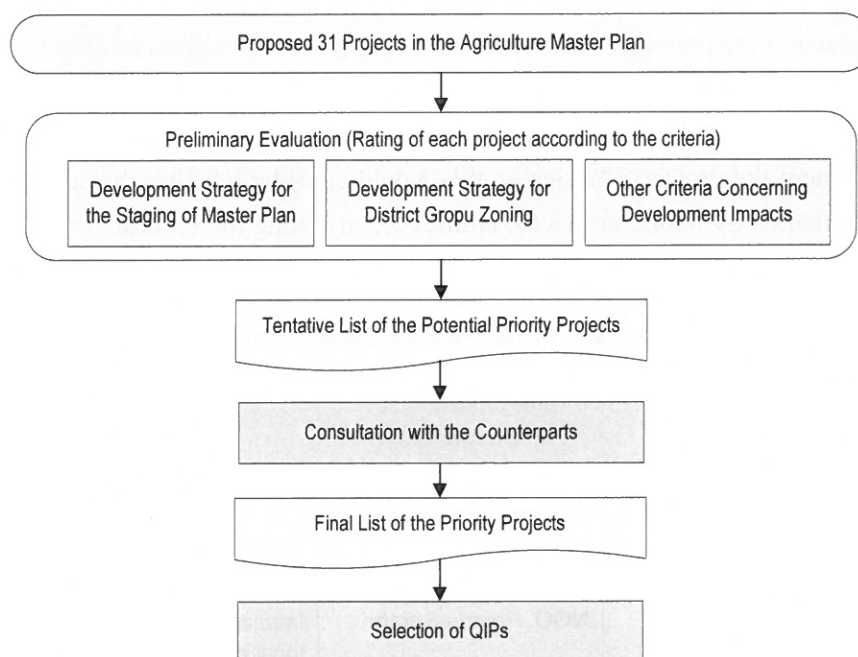 Proposed 31 Projects in the Agriculture Master Plan
Preliminary Evaluation (Rating of each project according to the criteria)
Development Strategy for
the Staging of Master Plan
Development Strategy for
District Gropu Zoning
Other Criteria Concerning
Development Impacts
Tentative List of the Potential Priority Projects
Consultation with the Counterparts
Final List of the Priority Projects
Selection of QIPs